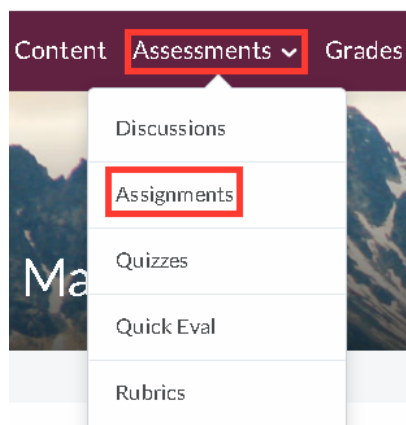 Content Assessments Grades
Discussions
Assignments
Quizzes
Ma
Quick Eval
Rubrics